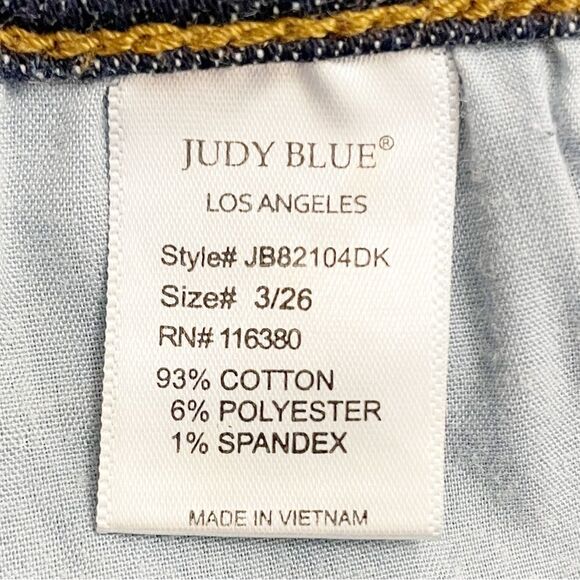 JUDY BLUE®
LOS ANGELES
Style# JB82104DK
Size# 3/26
RN# 116380
93% COTTON
6% POLYESTER
1% SPANDEX
MADE IN VIETNAM